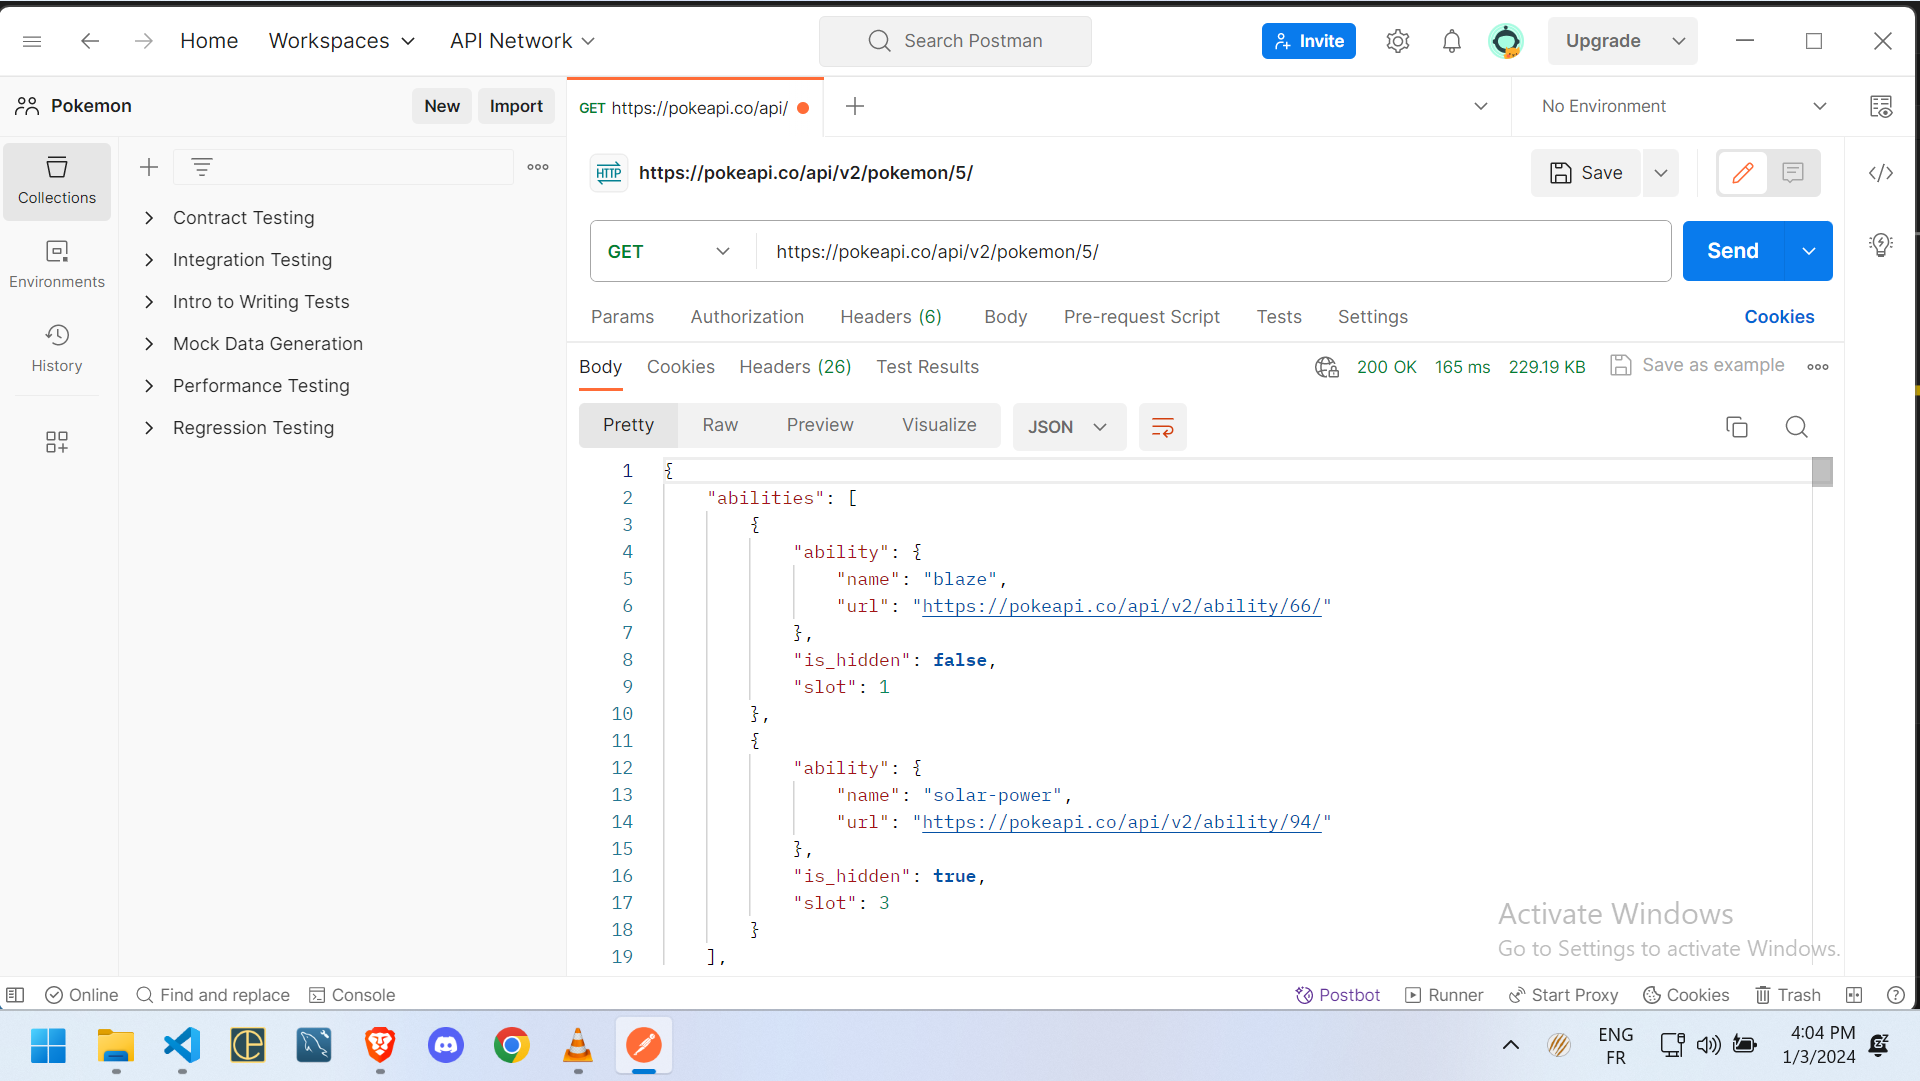 Home Workspaces API Network Search Postman Invite Upgrade
Pokemon New Import GET https://pokeapi.co/api/ No Environment
Collections
Environments
History
Contract Testing
Integration Testing
Intro to Writing Tests
Mock Data Generation
Performance Testing
Regression Testing
HTTP https://pokeapi.co/api/v2/pokemon/5/ Save
GET https://pokeapi.co/api/v2/pokemon/5/ Send
Params Authorization Headers (6) Body Pre-request Script Tests Settings Cookies
Body Cookies Headers (26) Test Results 200 OK 165 ms 229.19 KB Save as example
Pretty Raw Preview Visualize JSON
1 {
2 "abilities": [
3 {
4 "ability": {
5 "name": "blaze",
6 "url": "https://pokeapi.co/api/v2/ability/66/"
7 },
8 "is_hidden": false,
9 "slot": 1
10 },
11 {
12 "ability": {
13 "name": "solar-power",
14 "url": "https://pokeapi.co/api/v2/ability/94/"
15 },
16 "is_hidden": true,
17 "slot": 3
18 }
19 ],
Activate Windows
Go to Settings to activate Windows.
Online Find and replace Console Postbot Runner Start Proxy Cookies Trash
ENG
FR
4:04 PM
1/3/2024